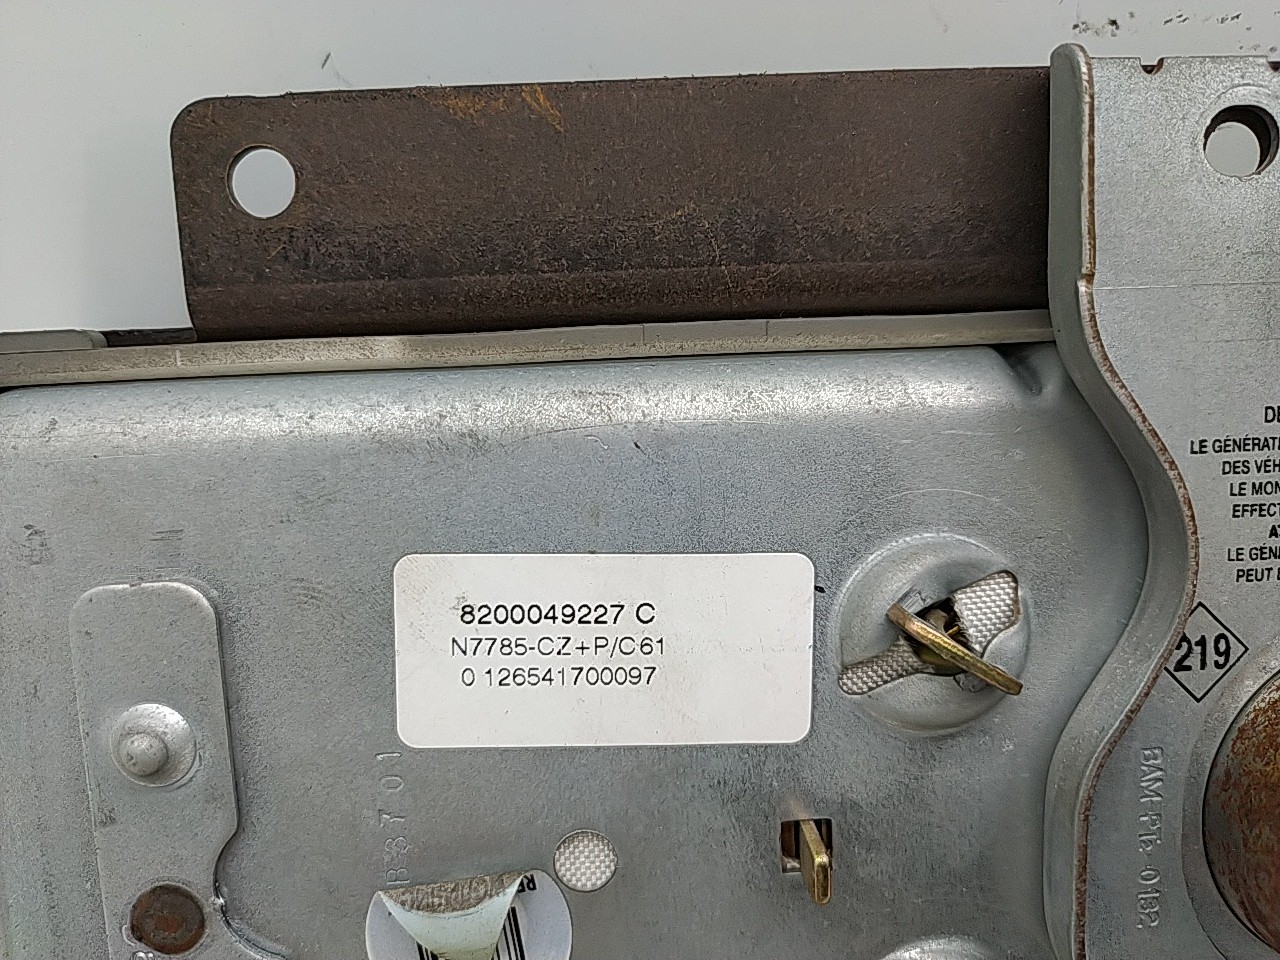 8200049227 C
N7785-CZ+P/C61
0 126541700097
LE GÉNÉRAT
DES VÉH
LE MON
EFFECT
LE GÉNÉ
PEUT
219